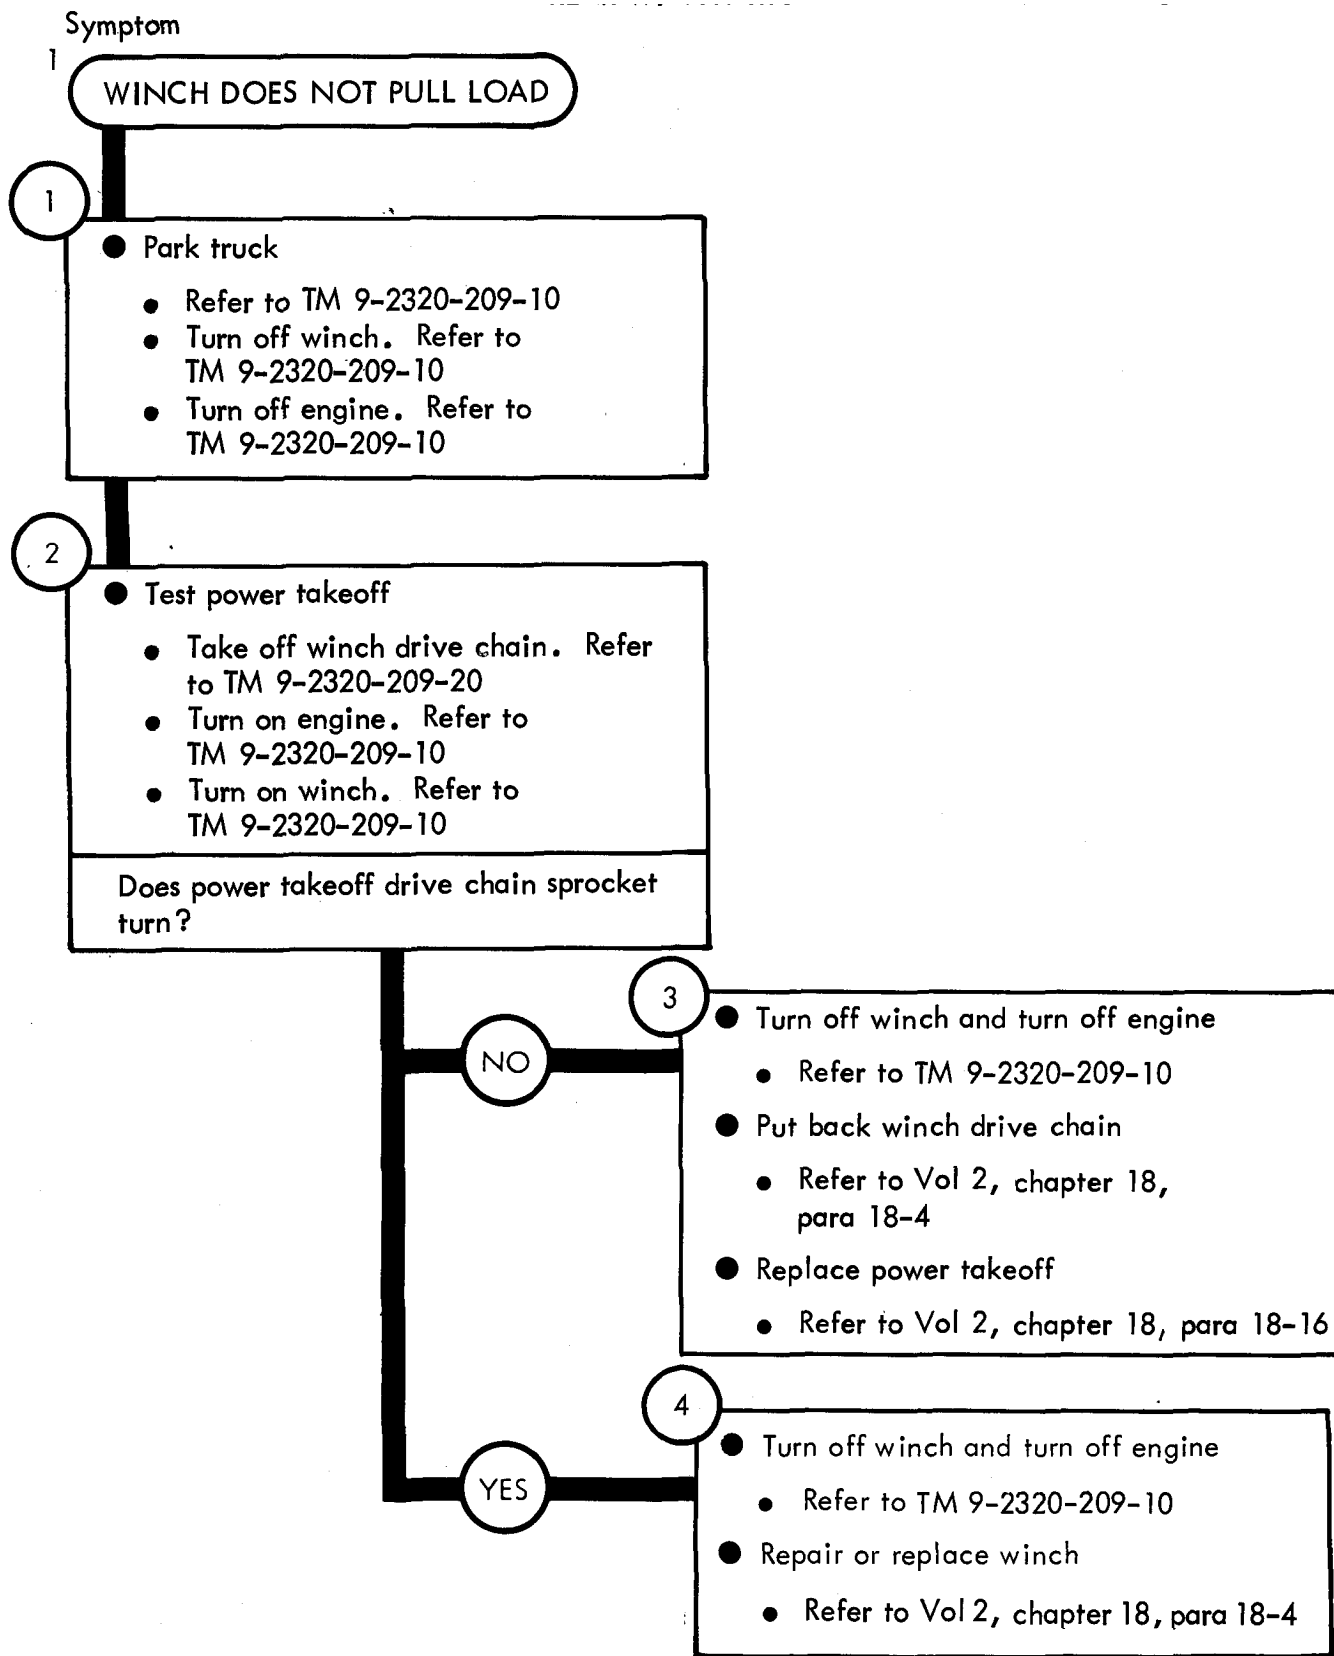 Symptom
1
WINCH DOES NOT PULL LOAD
1
● Park truck
● Refer to TM 9-2320-209-10
● Turn off winch. Refer to
TM 9-2320-209-10
● Turn off engine. Refer to
TM 9-2320-209-10
2
● Test power takeoff
● Take off winch drive chain. Refer
to TM 9-2320-209-20
● Turn on engine. Refer to
TM 9-2320-209-10
● Turn on winch. Refer to
TM 9-2320-209-10
Does power takeoff drive chain sprocket
turn?
NO
3
● Turn off winch and turn off engine
● Refer to TM 9-2320-209-10
● Put back winch drive chain
● Refer to Vol 2, chapter 18,
para 18-4
● Replace power takeoff
● Refer to Vol 2, chapter 18, para 18-16
YES
4
● Turn off winch and turn off engine
● Refer to TM 9-2320-209-10
● Repair or replace winch
● Refer to Vol 2, chapter 18, para 18-4